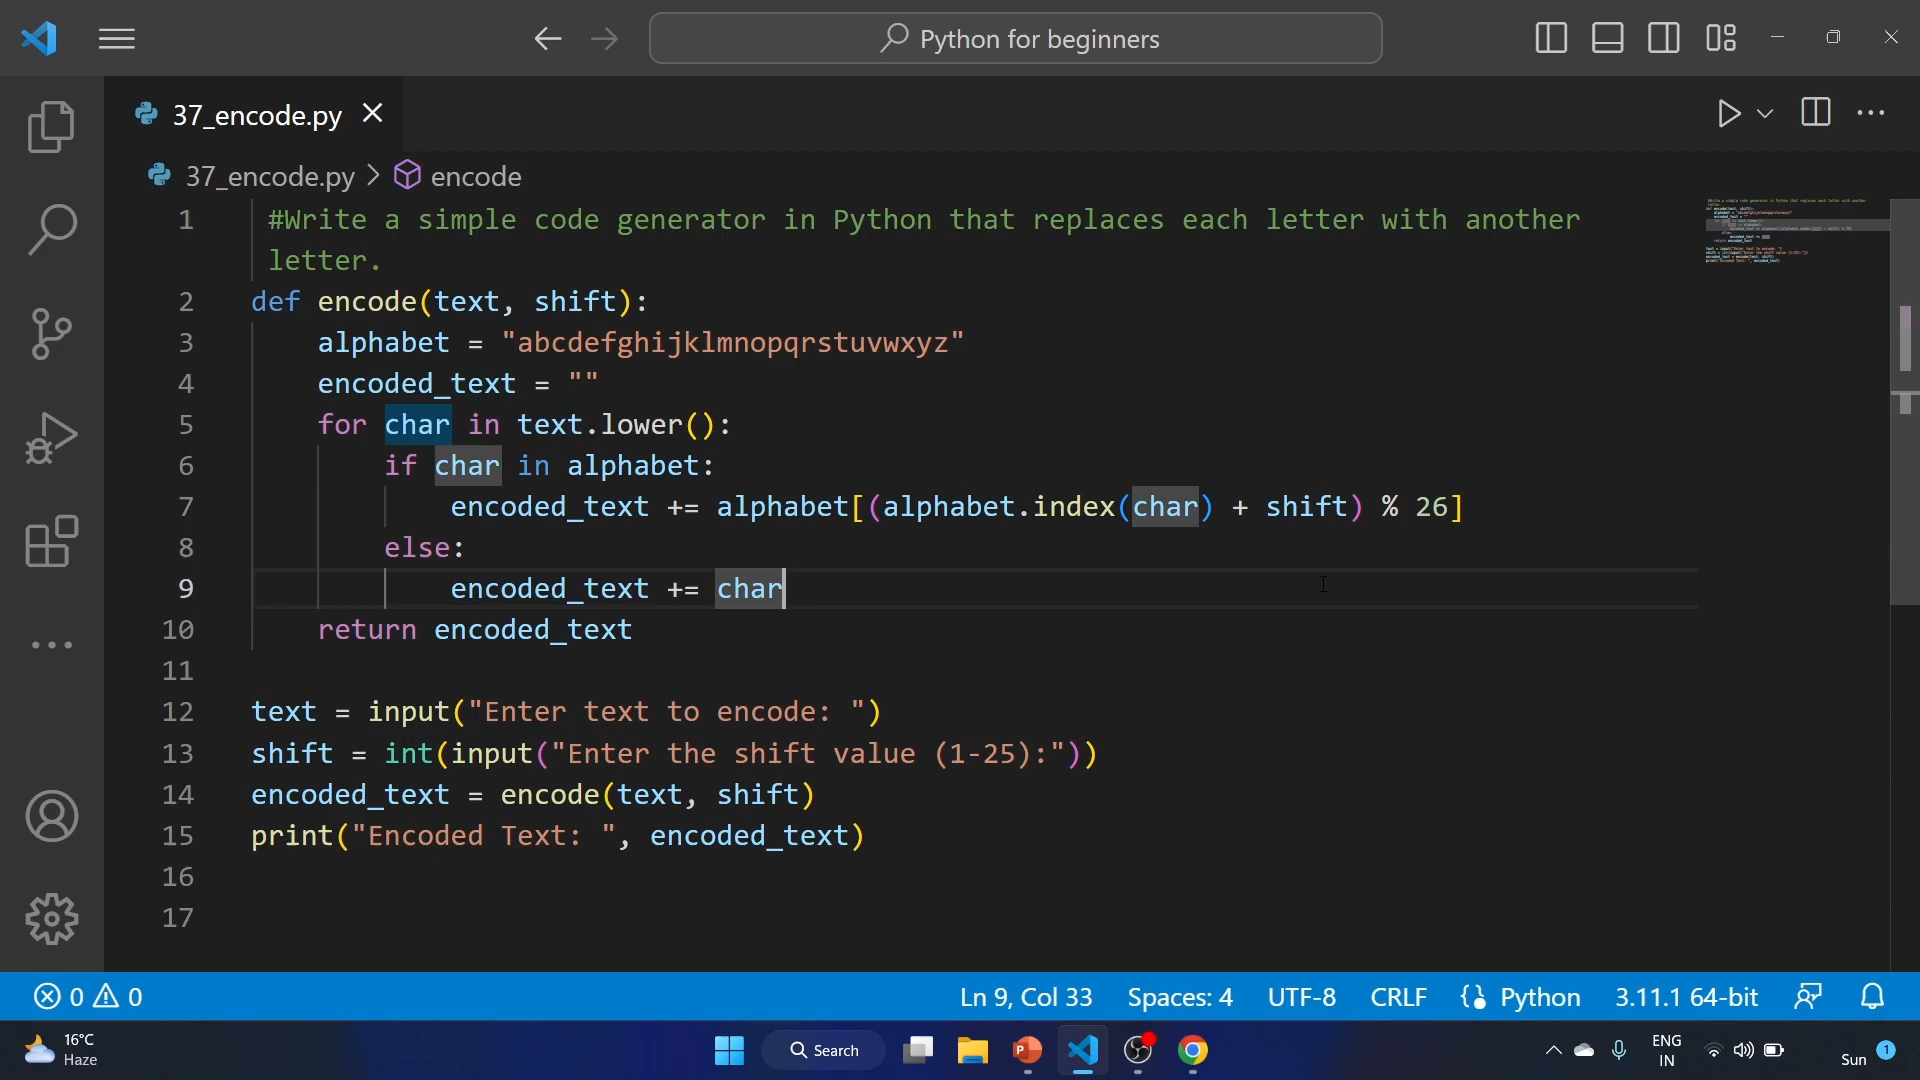 Python for beginners
37_encode.py
37_encode.py > encode
1 #Write a simple code generator in Python that replaces each letter with another
letter.
2 def encode(text, shift):
3     alphabet = "abcdefghijklmnopqrstuvwxyz"
4     encoded_text = ""
5     for char in text.lower():
6         if char in alphabet:
7             encoded_text += alphabet[(alphabet.index(char) + shift) % 26]
8         else:
9             encoded_text += char
10     return encoded_text
11
12 text = input("Enter text to encode: ")
13 shift = int(input("Enter the shift value (1-25):"))
14 encoded_text = encode(text, shift)
15 print("Encoded Text: ", encoded_text)
16
17
0 0 Ln 9, Col 33 Spaces: 4 UTF-8 CRLF Python 3.11.1 64-bit
16°C
Haze
Search
ENG
IN
Sun 1